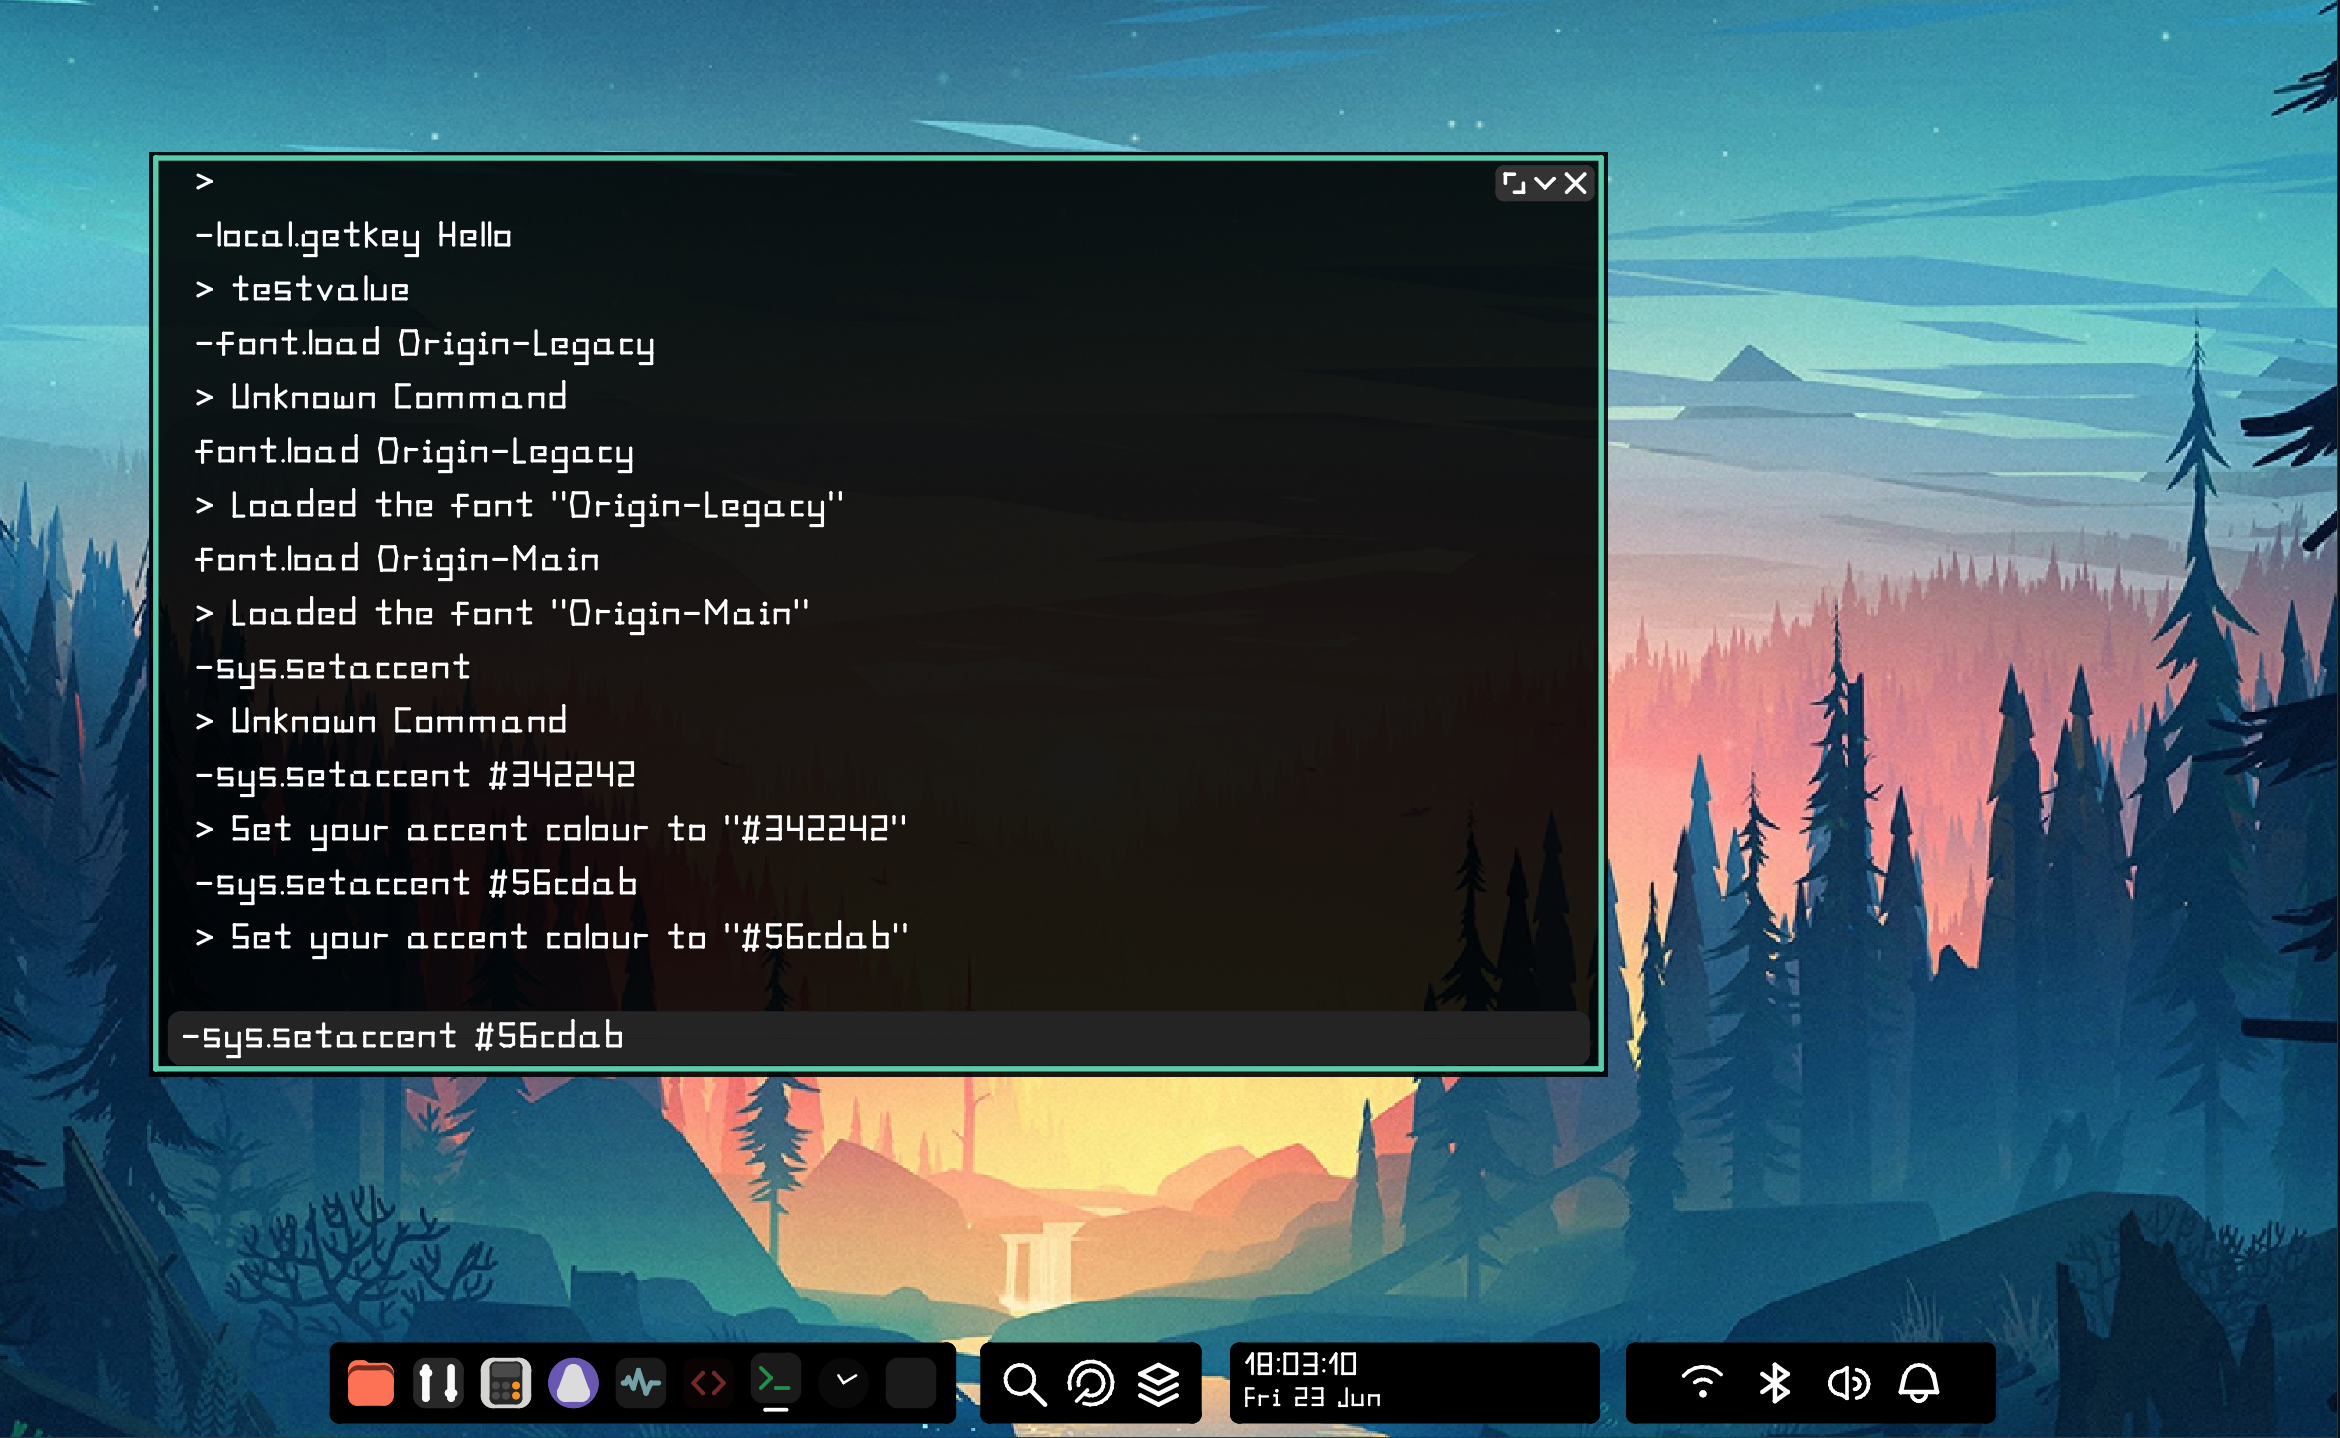 >
-local.getkey Hello
> testvalue
-font.load Origin-Legacy
> Unknown Command
font.load Origin-Legacy
> Loaded the font "Origin-Legacy"
font.load Origin-Main
> Loaded the font "Origin-Main"
-sys.setaccent
> Unknown Command
-sys.setaccent #342242
> Set your accent colour to "#342242"
-sys.setaccent #56cdab
> Set your accent colour to "#56cdab"
-sys.setaccent #56cdab
18:03:10
Fri 23 Jun